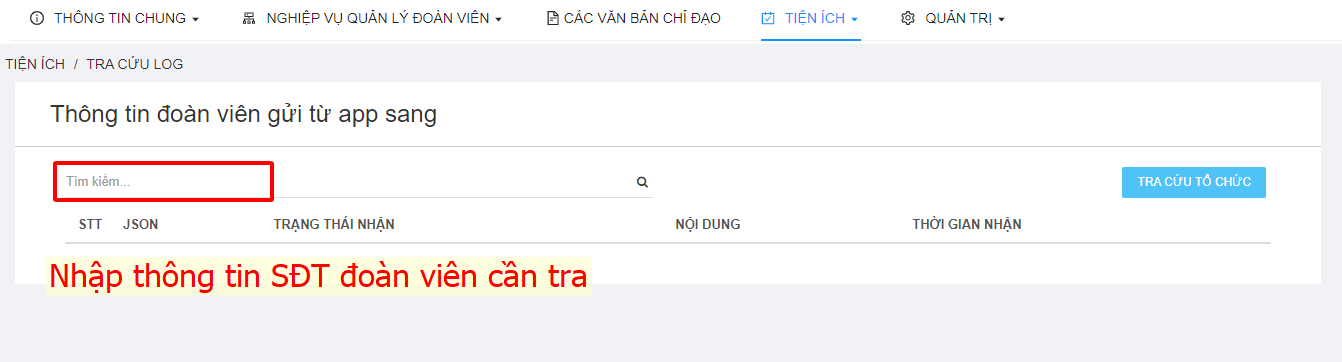 THÔNG TIN CHUNG NGHIỆP VỤ QUẢN LÝ ĐOÀN VIÊN CÁC VĂN BẢN CHỈ ĐẠO TIỆN ÍCH QUẢN TRỊ
TIỆN ÍCH / TRA CỨU LOG
Thông tin đoàn viên gửi từ app sang
Tìm kiếm... TRA CỨU TỔ CHỨC
STT JSON TRẠNG THÁI NHẬN NỘI DUNG THỜI GIAN NHẬN
Nhập thông tin SĐT đoàn viên cần tra